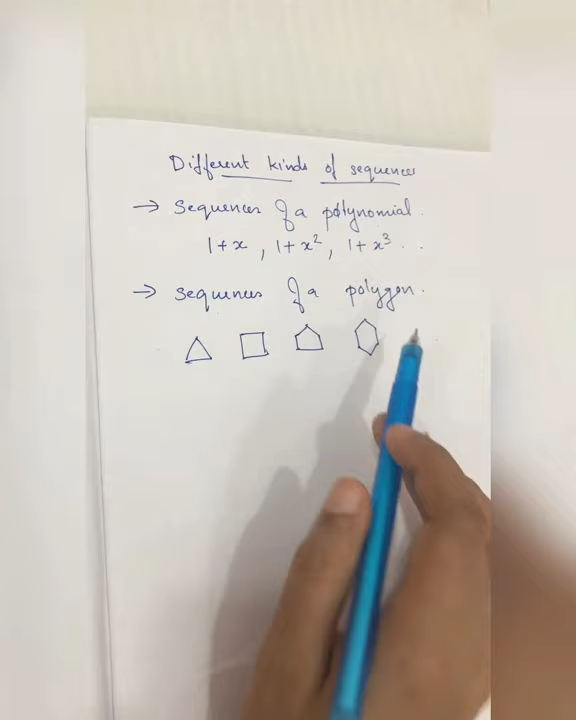 Different kinds of sequences
→ Sequences of a polynomial.
1+x , 1+x², 1+x³ . .
→ sequences of a polygon.